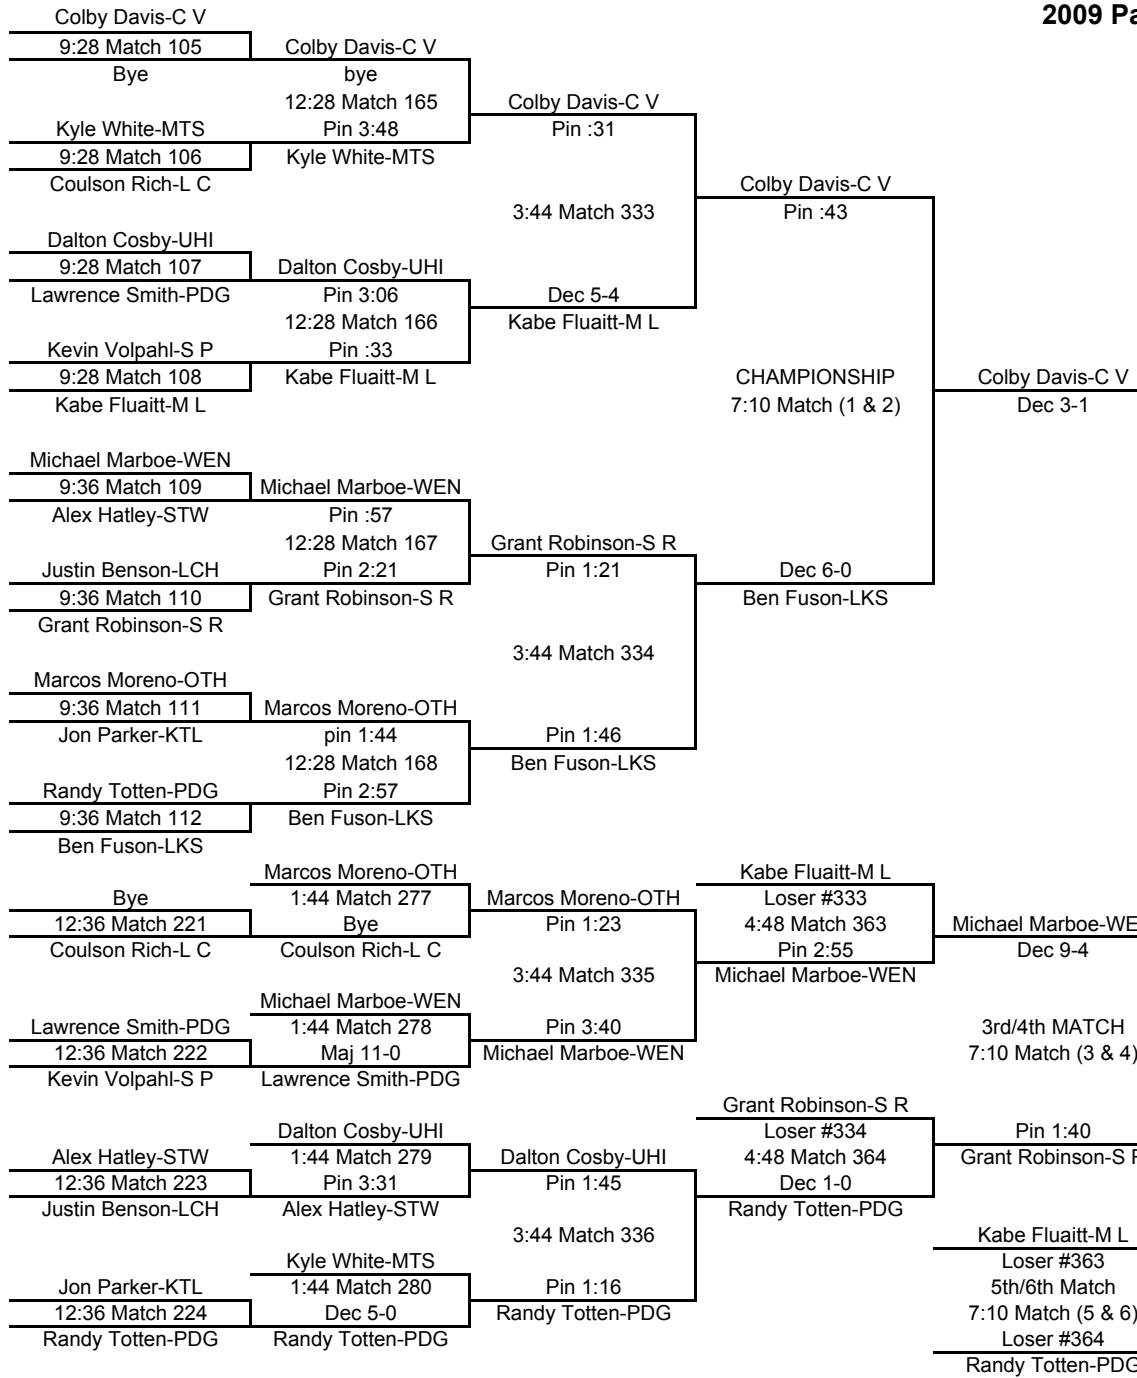 2009 Pa
Colby Davis-C V
9:28 Match 105
Bye
Kyle White-MTS
9:28 Match 106
Coulson Rich-L C
Dalton Cosby-UHI
9:28 Match 107
Lawrence Smith-PDG
Kevin Volpahl-S P
9:28 Match 108
Kabe Fluaitt-M L
Michael Marboe-WEN
9:36 Match 109
Alex Hatley-STW
Justin Benson-LCH
9:36 Match 110
Grant Robinson-S R
Marcos Moreno-OTH
9:36 Match 111
Jon Parker-KTL
Randy Totten-PDG
9:36 Match 112
Ben Fuson-LKS
Colby Davis-C V
bye
12:28 Match 165
Pin 3:48
Kyle White-MTS
Dalton Cosby-UHI
Pin 3:06
12:28 Match 166
Pin :33
Kabe Fluaitt-M L
Michael Marboe-WEN
Pin :57
12:28 Match 167
Pin 2:21
Grant Robinson-S R
Marcos Moreno-OTH
pin 1:44
12:28 Match 168
Pin 2:57
Ben Fuson-LKS
Colby Davis-C V
Pin :31
3:44 Match 333
Dec 5-4
Kabe Fluaitt-M L
Grant Robinson-S R
Pin 1:21
3:44 Match 334
Pin 1:46
Ben Fuson-LKS
Colby Davis-C V
Pin :43
CHAMPIONSHIP
7:10 Match (1 & 2)
Dec 6-0
Ben Fuson-LKS
Colby Davis-C V
Dec 3-1
Bye
12:36 Match 221
Coulson Rich-L C
Lawrence Smith-PDG
12:36 Match 222
Kevin Volpahl-S P
Alex Hatley-STW
12:36 Match 223
Justin Benson-LCH
Jon Parker-KTL
12:36 Match 224
Randy Totten-PDG
Marcos Moreno-OTH
1:44 Match 277
Bye
Coulson Rich-L C
Michael Marboe-WEN
1:44 Match 278
Maj 11-0
Lawrence Smith-PDG
Dalton Cosby-UHI
1:44 Match 279
Pin 3:31
Alex Hatley-STW
Kyle White-MTS
1:44 Match 280
Dec 5-0
Randy Totten-PDG
Marcos Moreno-OTH
Pin 1:23
3:44 Match 335
Pin 3:40
Michael Marboe-WEN
Dalton Cosby-UHI
Pin 1:45
3:44 Match 336
Pin 1:16
Randy Totten-PDG
Kabe Fluaitt-M L
Loser #333
4:48 Match 363
Pin 2:55
Michael Marboe-WEN
Grant Robinson-S R
Loser #334
4:48 Match 364
Dec 1-0
Randy Totten-PDG
Michael Marboe-WE
Dec 9-4
3rd/4th MATCH
7:10 Match (3 & 4)
Pin 1:40
Grant Robinson-S
Kabe Fluaitt-M L
Loser #363
5th/6th Match
7:10 Match (5 & 6)
Loser #364
Randy Totten-PDG